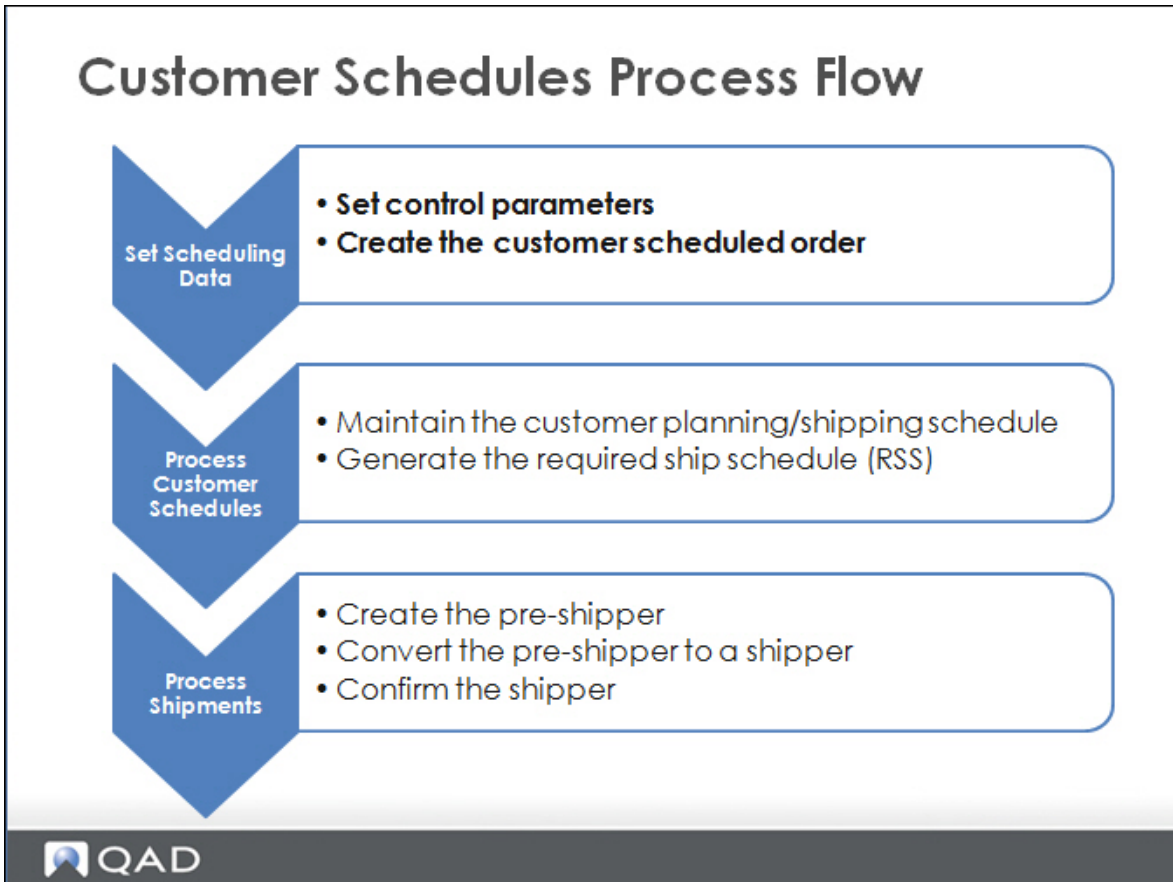 Customer Schedules Process Flow
Set Scheduling
Data
• Set control parameters
• Create the customer scheduled order
Process
Customer
Schedules
• Maintain the customer planning/shipping schedule
• Generate the required ship schedule (RSS)
Process
Shipments
• Create the pre-shipper
• Convert the pre-shipper to a shipper
• Confirm the shipper
QAD